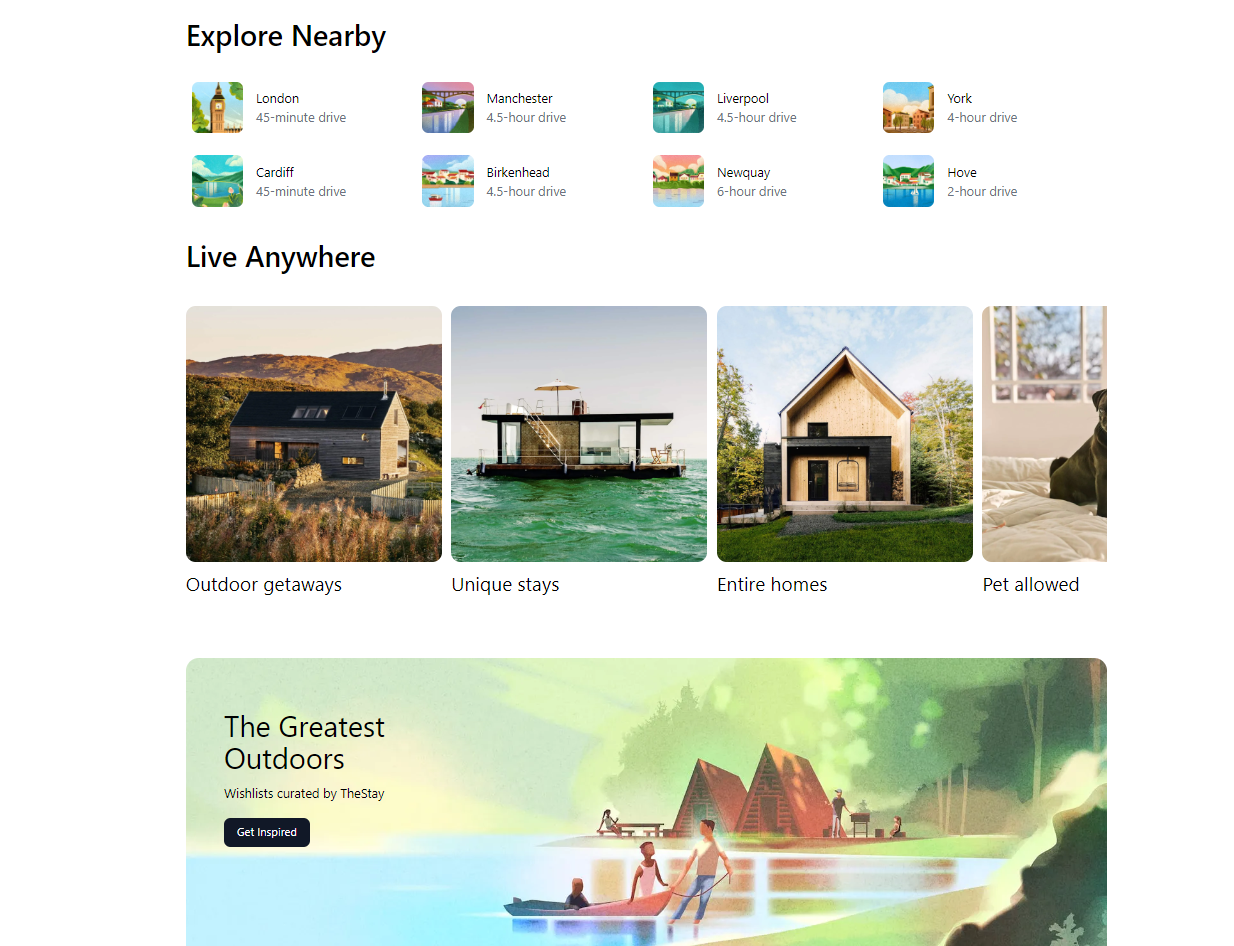 Explore Nearby
London
45-minute drive
Manchester
4.5-hour drive
Liverpool
4.5-hour drive
York
4-hour drive
Cardiff
45-minute drive
Birkenhead
4.5-hour drive
Newquay
6-hour drive
Hove
2-hour drive
Live Anywhere
Outdoor getaways
Unique stays
Entire homes
Pet allowed
The Greatest
Outdoors
Wishlists curated by TheStay
Get Inspired